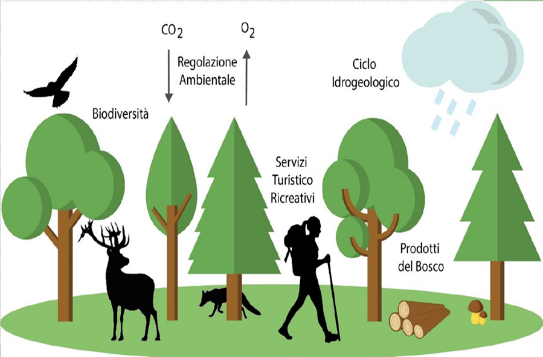 CO2
O2
Regolazione
Ambientale
Ciclo
Idrogeologico
Biodiversità
Servizi
Turistico
Ricreativi
Prodotti
del Bosco